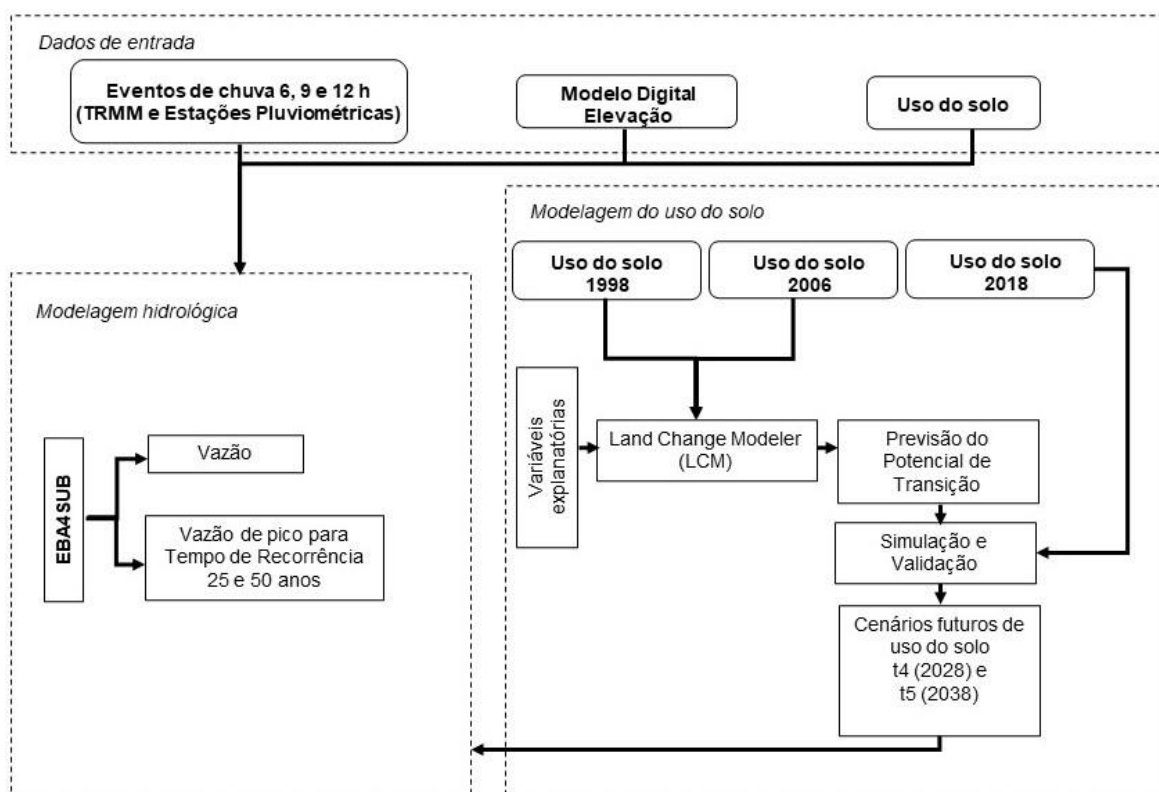 Dados de entrada
Eventos de chuva 6, 9 e 12 h
(TRMM e Estações Pluviométricas)
Modelo Digital
Elevação
Uso do solo
Modelagem do uso do solo
Uso do solo
1998
Uso do solo
2006
Uso do solo
2018
Modelagem hidrológica
EBA4SUB
Vazão
Vazão de pico para
Tempo de Recorrência
25 e 50 anos
Variáveis
explanatórias
Land Change Modeler
(LCM)
Previsão do
Potencial de
Transição
Simulação e
Validação
Cenários futuros de
uso do solo
t4 (2028) e
t5 (2038)